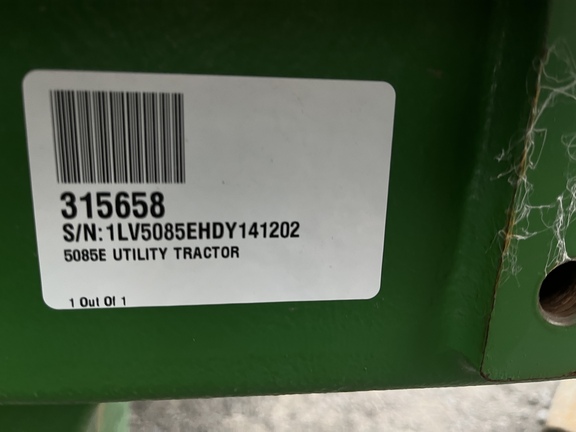 315658
S/N:1LV5085EHDY141202
5085E UTILITY TRACTOR
1 Out Of 1